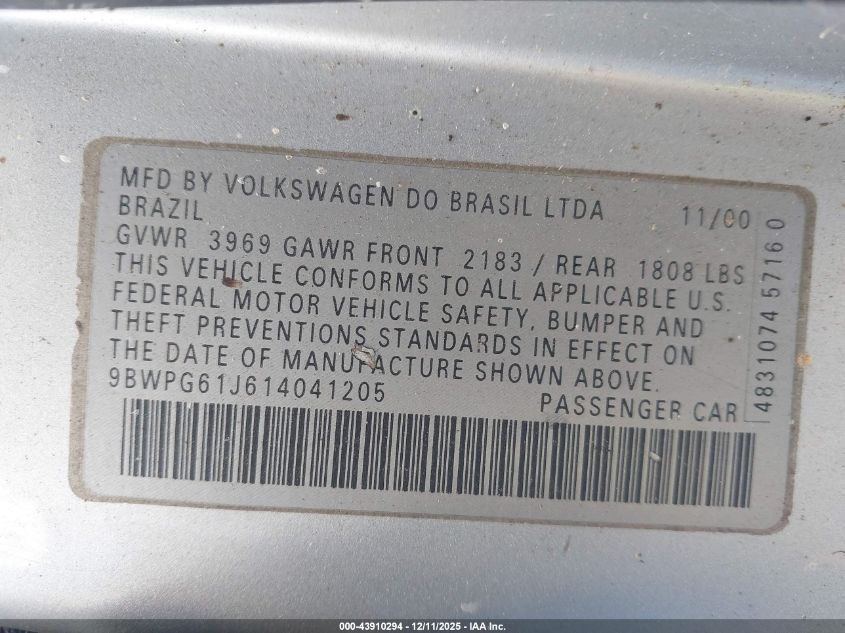 MFD BY VOLKSWAGEN DO BRASIL LTDA 11/00
BRAZIL
GVWR 3969 GAWR FRONT 2183 / REAR 1808 LBS
THIS VEHICLE CONFORMS TO ALL APPLICABLE U.S.
FEDERAL MOTOR VEHICLE SAFETY, BUMPER AND
THEFT PREVENTIONS STANDARDS IN EFFECT ON
THE DATE OF MANUFACTURE SHOWN ABOVE.
9BWPG61J614041205 PASSENGER CAR
4831074 57160
000-43910294 - 12/11/2025 - IAA Inc.